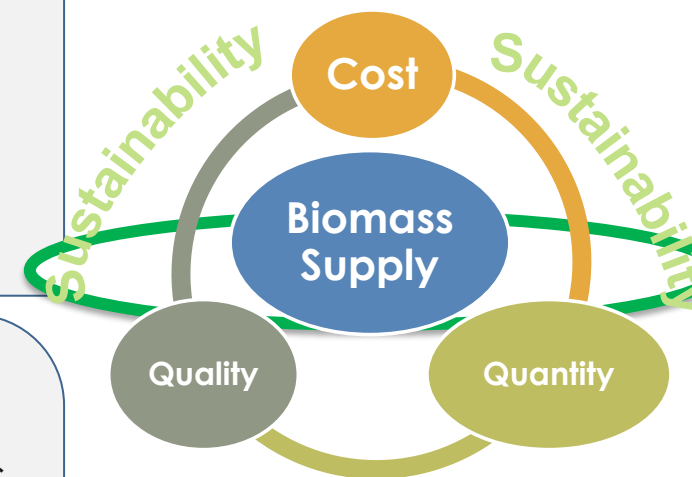 Sustainability
Cost
Sustainability
Biomass
Supply
Quality
Quantity